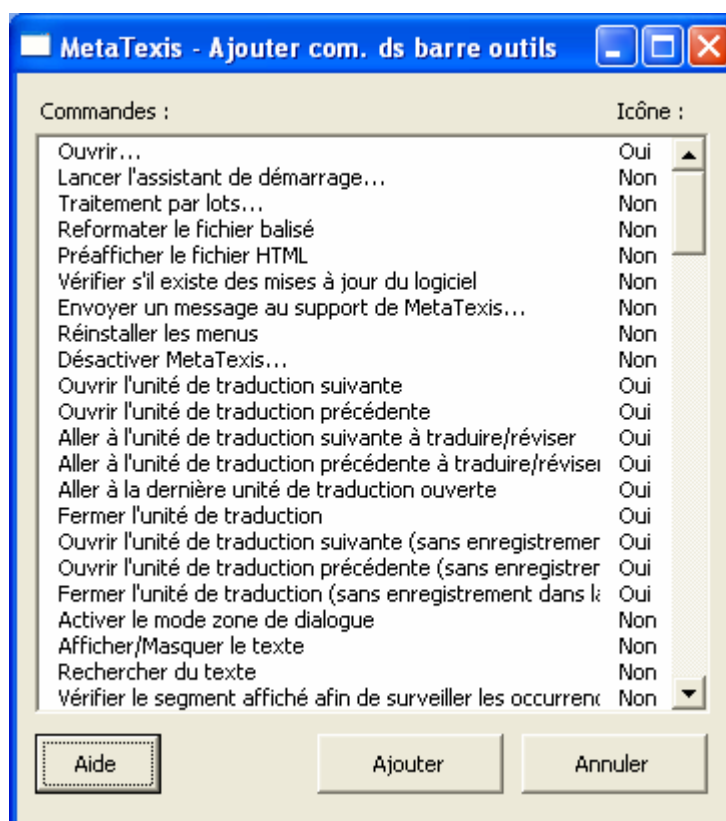 MetaTexis - Ajouter com. ds barre outils
Commandes : Icône :
Ouvrir... Oui
Lancer l'assistant de démarrage... Non
Traitement par lots... Non
Reformater le fichier balisé Non
Préafficher le fichier HTML Non
Vérifier s'il existe des mises à jour du logiciel Non
Envoyer un message au support de MetaTexis... Non
Réinstaller les menus Non
Désactiver MetaTexis... Non
Ouvrir l'unité de traduction suivante Oui
Ouvrir l'unité de traduction précédente Oui
Aller à l'unité de traduction suivante à traduire/réviser Oui
Aller à l'unité de traduction précédente à traduire/réviser Oui
Aller à la dernière unité de traduction ouverte Oui
Fermer l'unité de traduction Oui
Ouvrir l'unité de traduction suivante (sans enregistremer Oui
Ouvrir l'unité de traduction précédente (sans enregistrer Oui
Fermer l'unité de traduction (sans enregistrement dans la Oui
Activer le mode zone de dialogue Non
Afficher/Masquer le texte Non
Rechercher du texte Non
Vérifier le segment affiché afin de surveiller les occurrenc Non
Aide Ajouter Annuler